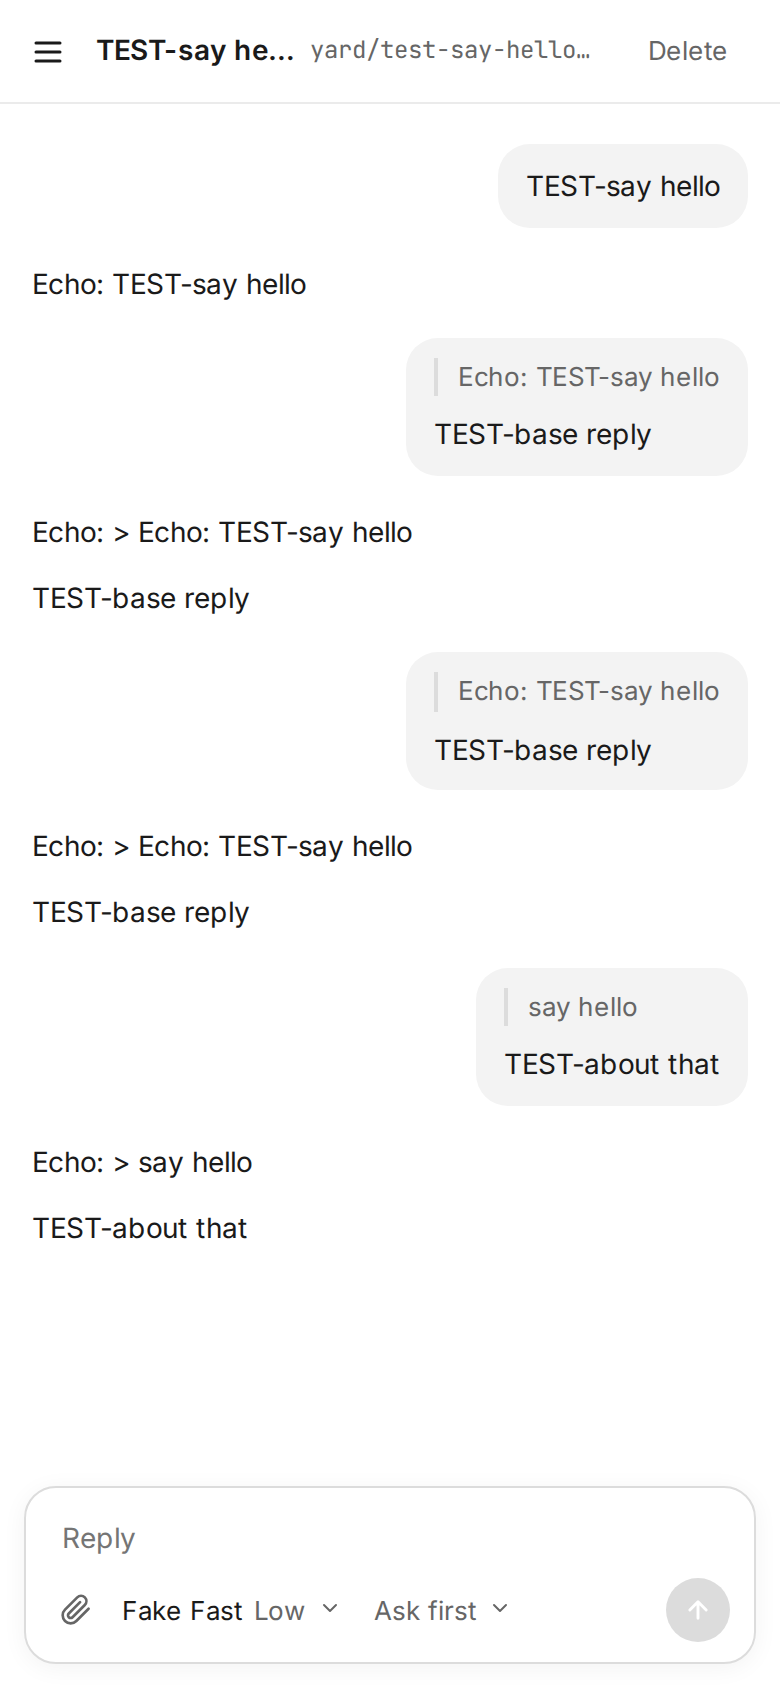 TEST-say he... yard/test-say-hello… Delete
TEST-say hello
Echo: TEST-say hello
Echo: TEST-say hello
TEST-base reply
Echo: > Echo: TEST-say hello
TEST-base reply
Echo: TEST-say hello
TEST-base reply
Echo: > Echo: TEST-say hello
TEST-base reply
say hello
TEST-about that
Echo: > say hello
TEST-about that
Reply
Fake Fast Low Ask first